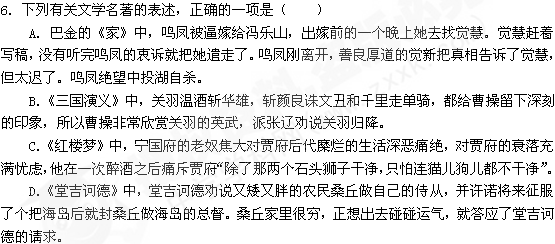 6．下列有关文学名著的表述，正确的一项是（　　）
A．巴金的《家》中，鸣凤被逼嫁给冯乐山，出嫁前的一个晚上她去找觉慧。觉慧赶着
写稿，没有听完鸣凤的衷诉就把她遣走了。鸣凤刚离开，善良厚道的觉新把真相告诉了觉慧，
但太迟了。鸣凤绝望中投湖自杀。
B．《三国演义》中，关羽温酒斩华雄，斩颜良诛文丑和千里走单骑，都给曹操留下深刻
的印象，所以曹操非常欣赏关羽的英武，派张辽劝说关羽归降。
C．《红楼梦》中，宁国府的老奴焦大对贾府后代糜烂的生活深恶痛绝，对贾府的衰落充
满忧虑，他在一次醉酒之后痛斥贾府“除了那两个石头狮子干净，只怕连猫儿狗儿都不干净”。
D．《堂吉诃德》中，堂吉诃德劝说又矮又胖的农民桑丘做自己的侍从，并许诺将来征服
了个把海岛后就封桑丘做海岛的总督。桑丘家里很穷，正想出去碰碰运气，就答应了堂吉诃
德的请求。